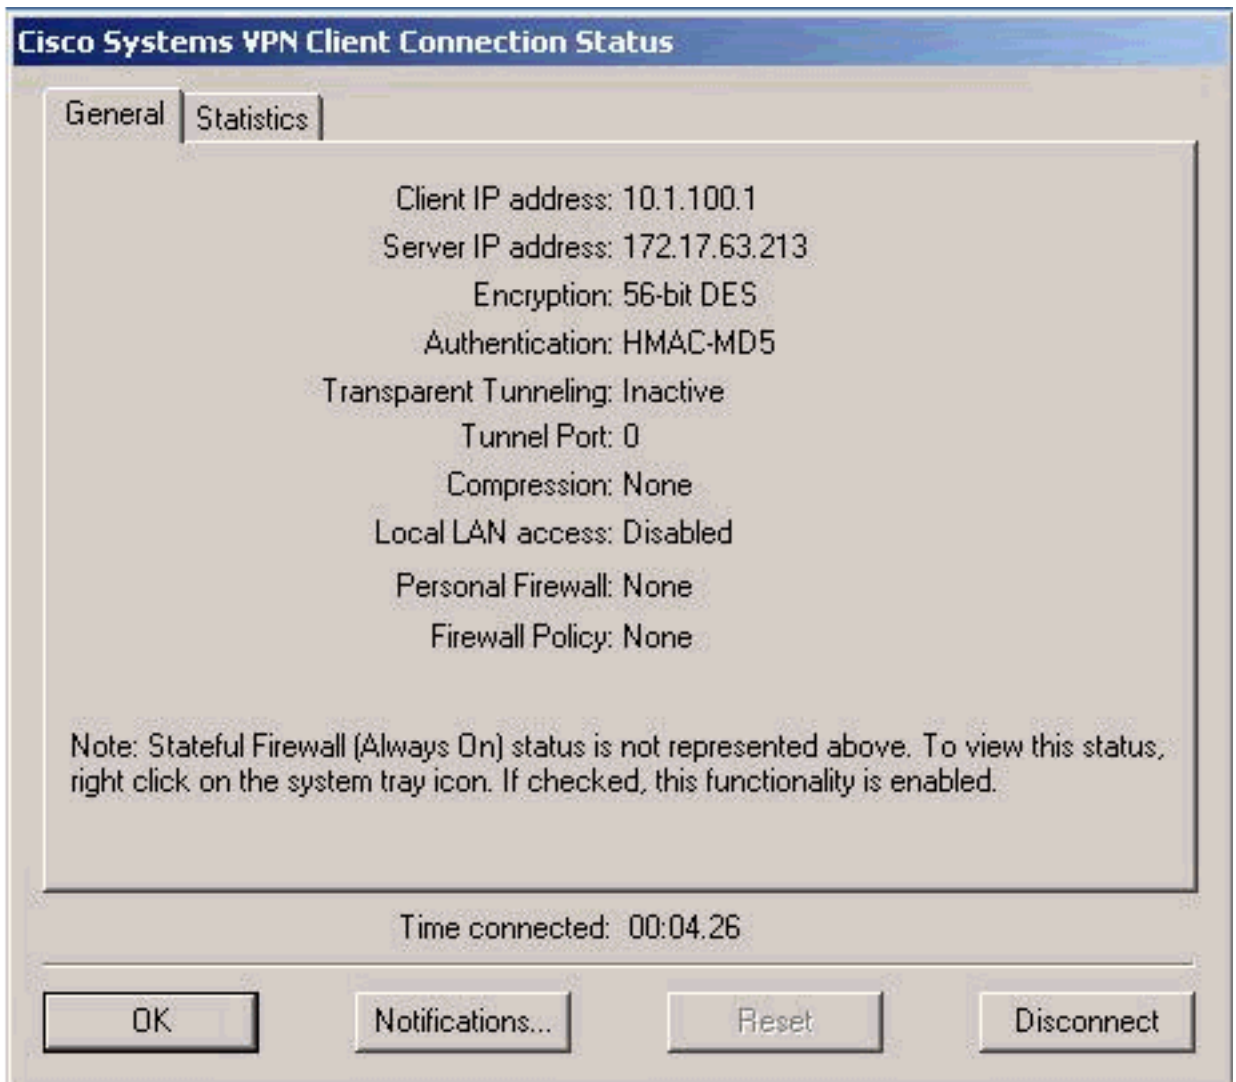 Cisco Systems VPN Client Connection Status
General
Statistics
Client IP address: 10.1.100.1
Server IP address: 172.17.63.213
Encryption: 56-bit DES
Authentication: HMAC-MD5
Transparent Tunneling: Inactive
Tunnel Port: 0
Compression: None
Local LAN access: Disabled
Personal Firewall: None
Firewall Policy: None
Note: Stateful Firewall (Always On) status is not represented above. To view this status,
right click on the system tray icon. If checked, this functionality is enabled.
Time connected: 00:04.26
OK
Notifications...
Reset
Disconnect